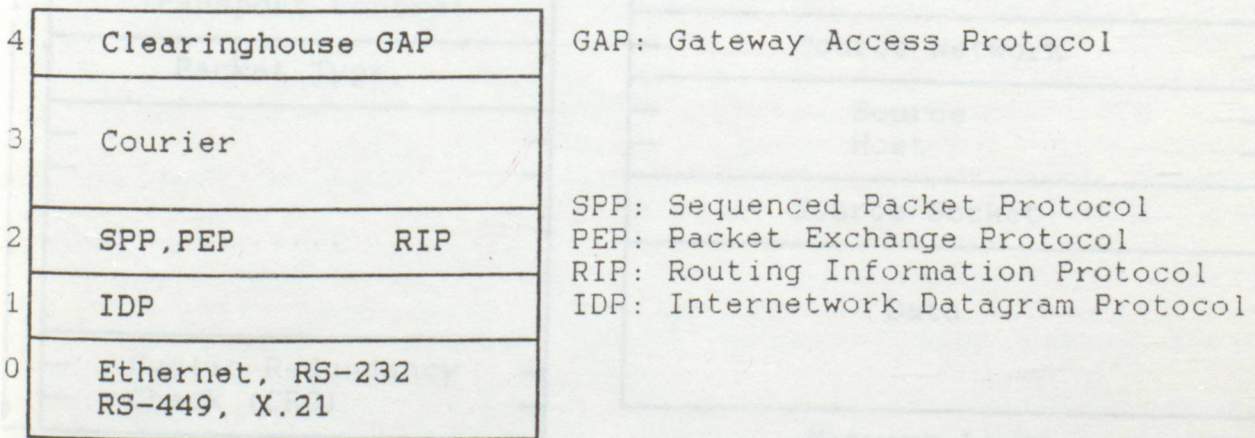 4 Clearinghouse GAP GAP: Gateway Access Protocol
3 Courier
SPP: Sequenced Packet Protocol
2 SPP,PEP RIP PEP: Packet Exchange Protocol
RIP: Routing Information Protocol
1 IDP IDP: Internetwork Datagram Protocol
0 Ethernet, RS-232
RS-449, X.21